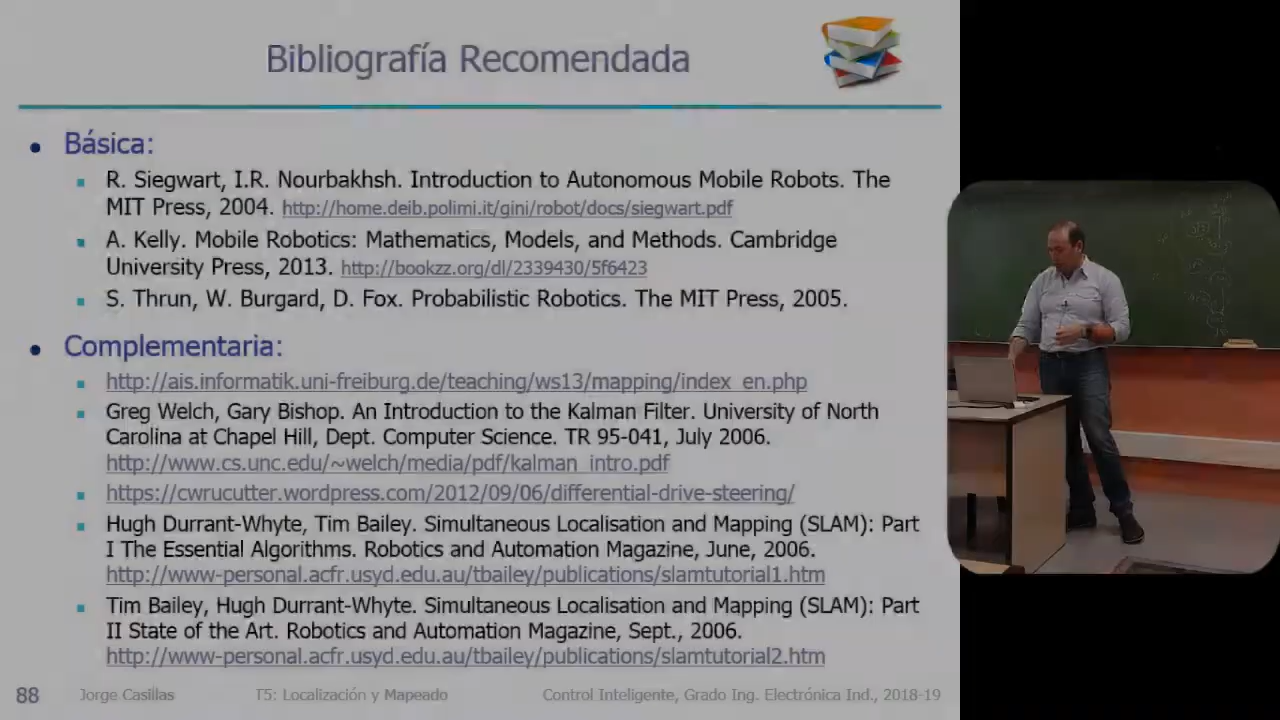 Bibliografía Recomendada
Básica:
R. Siegwart, I.R. Nourbakhsh. Introduction to Autonomous Mobile Robots. The
MIT Press, 2004. http://home.deib.polimi.it/gini/robot/docs/siegwart.pdf
A. Kelly. Mobile Robotics: Mathematics, Models, and Methods. Cambridge
University Press, 2013. http://bookzz.org/dl/2339430/5f6423
S. Thrun, W. Burgard, D. Fox. Probabilistic Robotics. The MIT Press, 2005.
Complementaria:
http://ais.informatik.uni-freiburg.de/teaching/ws13/mapping/index_en.php
Greg Welch, Gary Bishop. An Introduction to the Kalman Filter. University of North
Carolina at Chapel Hill, Dept. Computer Science. TR 95-041, July 2006.
http://www.cs.unc.edu/~welch/media/pdf/kalman_intro.pdf
https://cwrucutter.wordpress.com/2012/09/06/differential-drive-steering/
Hugh Durrant-Whyte, Tim Bailey. Simultaneous Localisation and Mapping (SLAM): Part
I The Essential Algorithms. Robotics and Automation Magazine, June, 2006.
http://www-personal.acfr.usyd.edu.au/tbailey/publications/slamtutorial1.htm
Tim Bailey, Hugh Durrant-Whyte. Simultaneous Localisation and Mapping (SLAM): Part
II State of the Art. Robotics and Automation Magazine, Sept., 2006.
http://www-personal.acfr.usyd.edu.au/tbailey/publications/slamtutorial2.htm
88 Jorge Casillas T5: Localización y Mapeado Control Inteligente, Grado Ing. Electrónica Ind., 2018-19